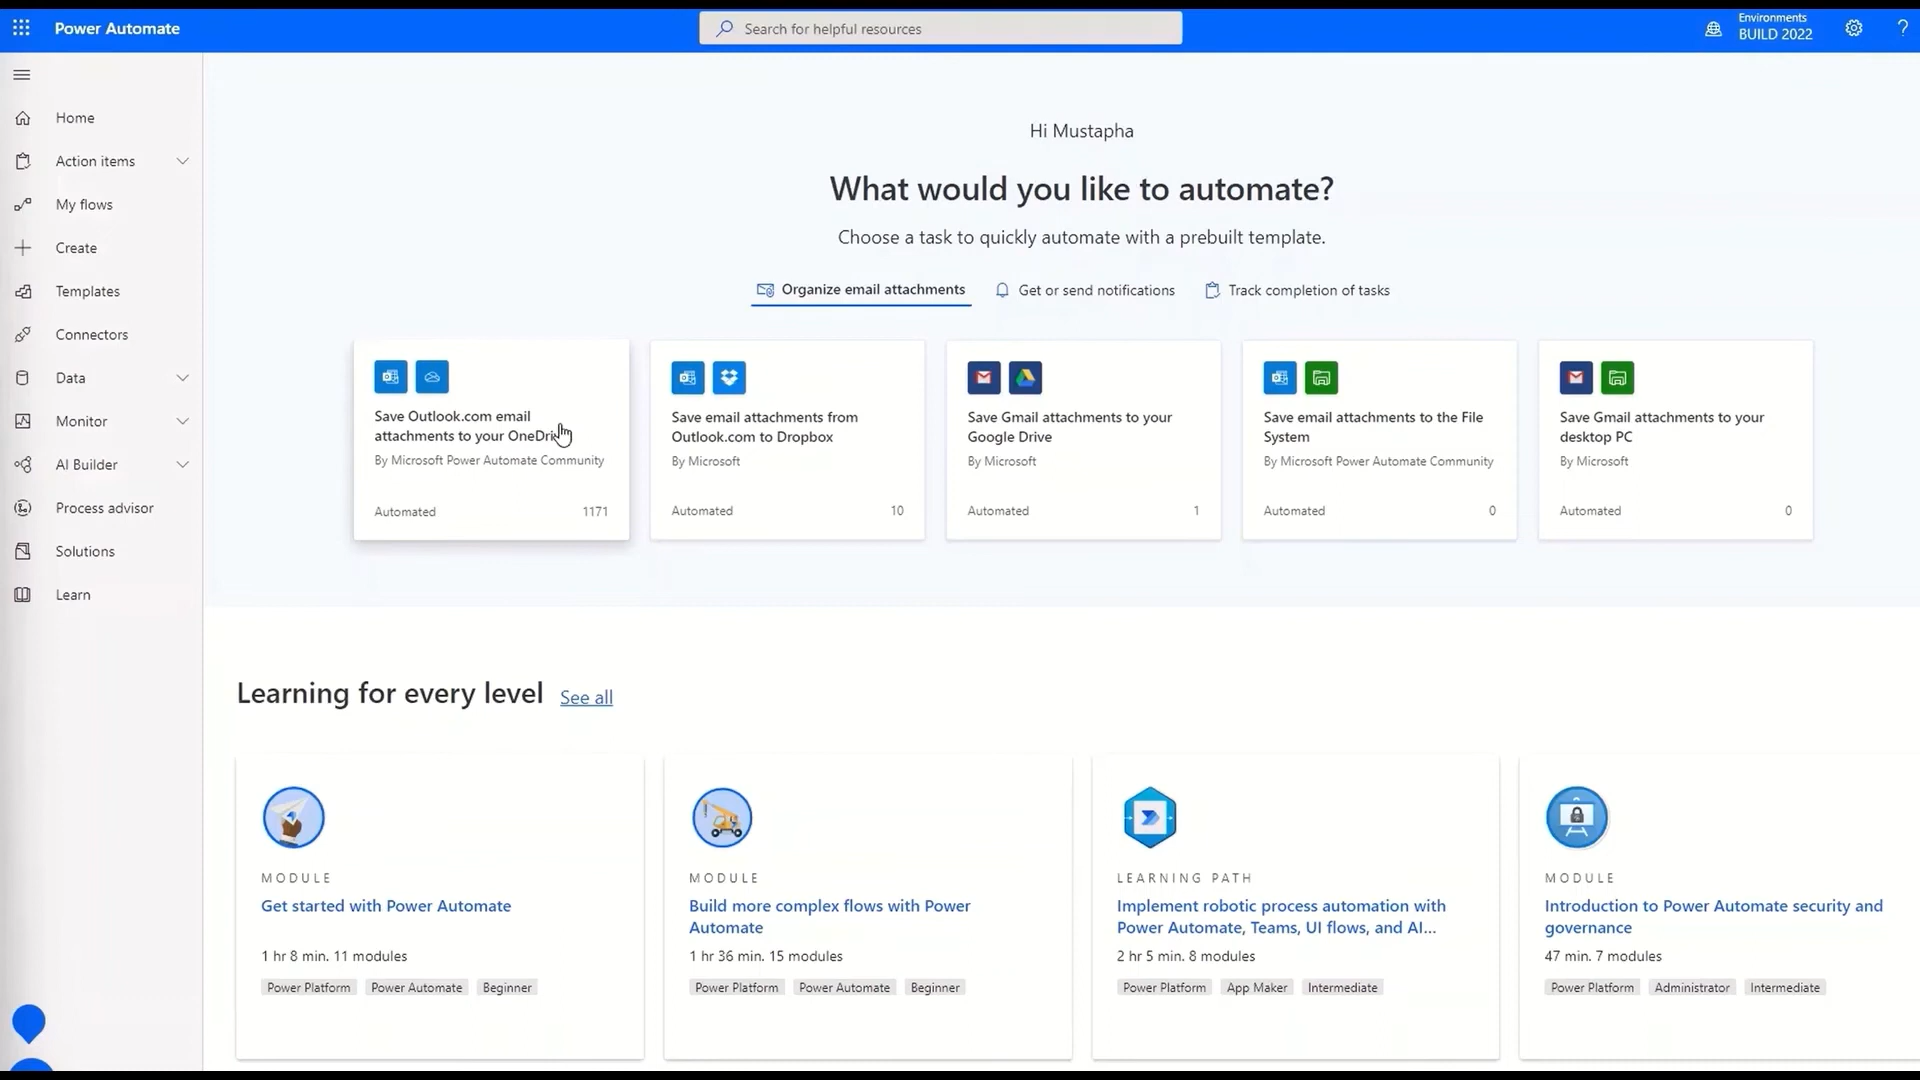 Power Automate
Search for helpful resources
Environments
BUILD 2022
?
Home
Action items
My flows
Create
Templates
Connectors
Data
Monitor
AI Builder
Process advisor
Solutions
Learn
Hi Mustapha
What would you like to automate?
Choose a task to quickly automate with a prebuilt template.
Organize email attachments
Get or send notifications
Track completion of tasks
Save Outlook.com email
attachments to your
By Microsoft Power Automate Community
Automated 1171
Save email attachments from
Outlook.com to Dropbox
By Microsoft
Automated 10
Save Gmail attachments to your
Google Drive
By Microsoft
Automated 1
Save email attachments to the File
System
By Microsoft Power Automate Community
Automated 0
Save Gmail attachments to your
desktop PC
By Microsoft
Automated 0
Learning for every level See all
MODULE
Get started with Power Automate
1 hr 8 min. 11 modules
Power Platform Power Automate Beginner
MODULE
Build more complex flows with Power
Automate
1 hr 36 min. 15 modules
Power Platform Power Automate Beginner
LEARNING PATH
Implement robotic process automation with
Power Automate, Teams, UI flows, and AI...
2 hr 5 min. 8 modules
Power Platform App Maker Intermediate
MODULE
Introduction to Power Automate security and
governance
47 min. 7 modules
Power Platform Administrator Intermediate